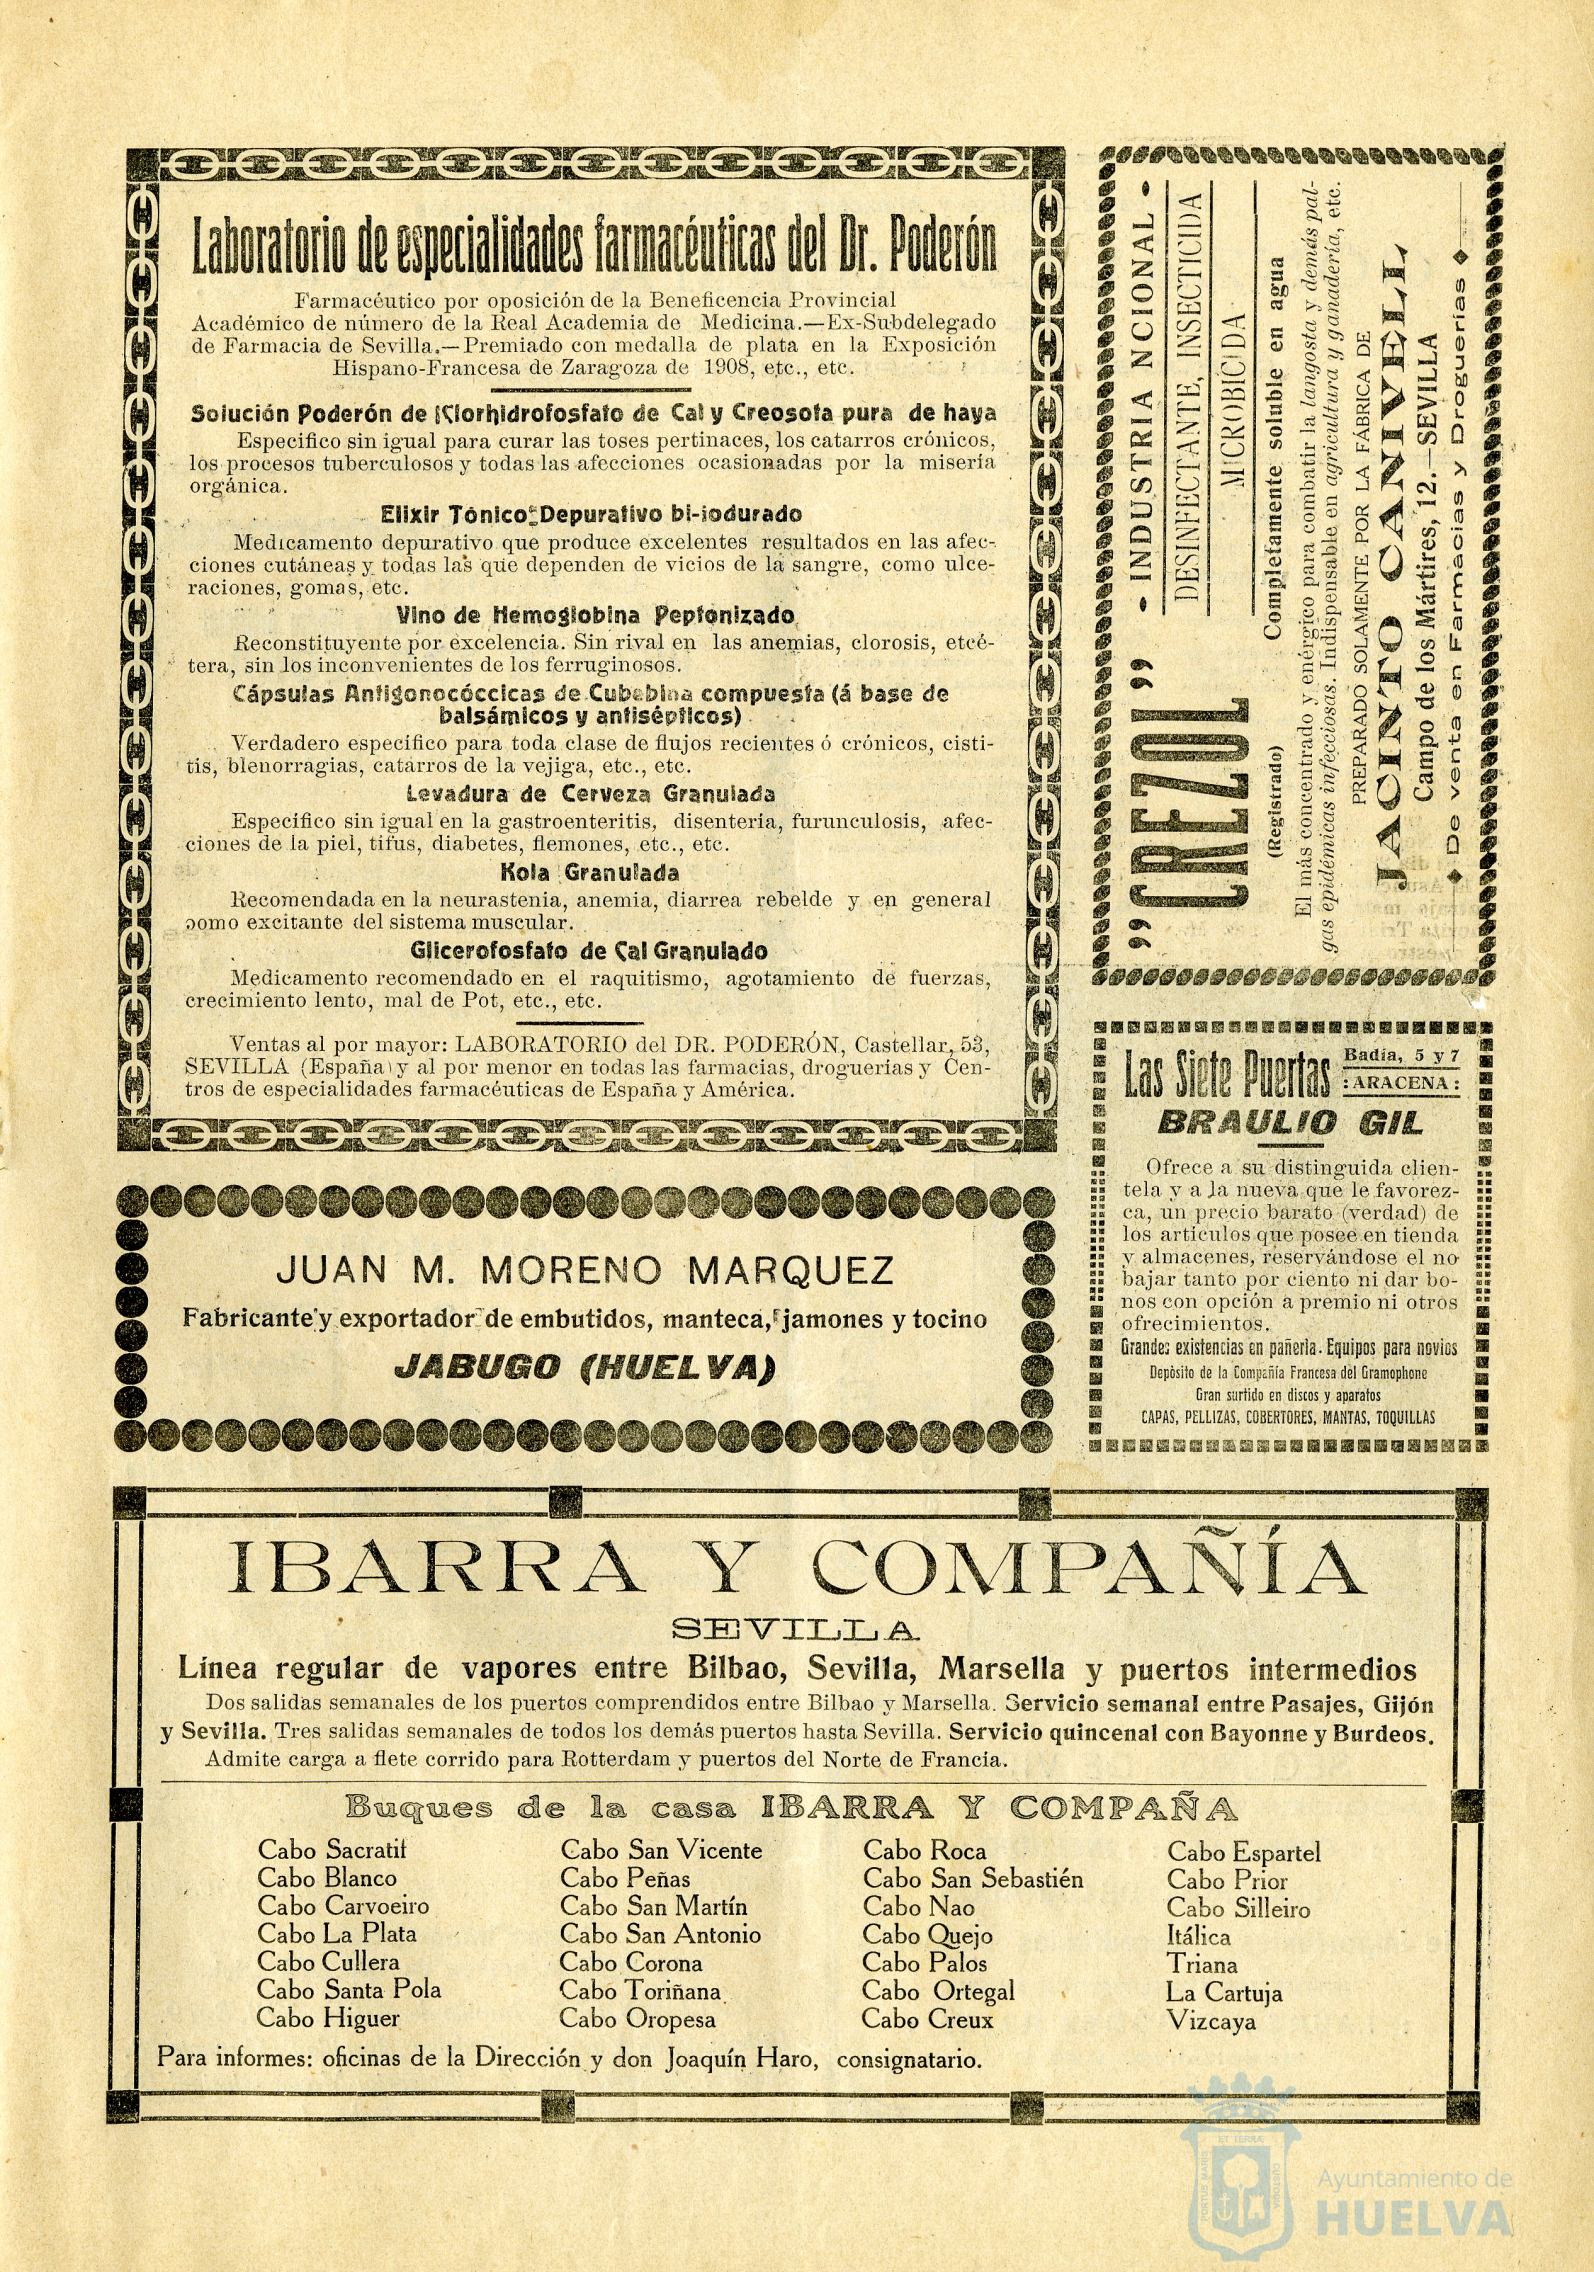 Laboratorio de especialidades farmacéuticas del Dr. Poderón
Farmacéutico por oposición de la Beneficencia Provincial
Académico de número de la Real Academia de Medicina.—Ex-Subdelegado
de Farmacia de Sevilla.—Premiado con medalla de plata en la Exposición
Hispano-Francesa de Zaragoza de 1908, etc., etc.
Solución Poderón de Clorhidrofosfato de Cal y Creosota pura de haya
Especifico sin igual para curar las toses pertinaces, los catarros crónicos,
los procesos tuberculosos y todas las afecciones ocasionadas por la miseria
orgánica.
Elixir Tónico Depurativo bi-iodurado
Medicamento depurativo que produce excelentes resultados en las afec-
ciones cutáneas y todas las que dependen de vicios de la sangre, como ulce-
raciones, gomas, etc.
Vino de Hemoglobina Peptonizado
Reconstituyente por excelencia. Sin rival en las anemias, clorosis, etcé-
tera, sin los inconvenientes de los ferruginosos.
Cápsulas Antigonocóccicas de Cubebina compuesta (á base de
balsámicos y antisépticos)
Verdadero especifico para toda clase de flujos recientes ó crónicos, cisti-
tis, blenorragias, catarros de la vejiga, etc., etc.
Levadura de Cerveza Granulada
Especifico sin igual en la gastroenteritis, disenteria, furunculosis, afec-
ciones de la piel, tifus, diabetes, flemones, etc., etc.
Kola Granulada
Recomendada en la neurastenia, anemia, diarrea rebelde y en general
como excitante del sistema muscular.
Glicerofosfato de Cal Granulado
Medicamento recomendado en el raquitismo, agotamiento de fuerzas,
crecimiento lento, mal de Pot, etc., etc.
Ventas al por mayor: LABORATORIO del DR. PODERÓN, Castellar, 53,
SEVILLA (España) y al por menor en todas las farmacias, droguerias y Cen-
tros de especialidades farmacéuticas de España y América.
"CREZOL"
- INDUSTRIA NCIONAL -
DESINFECTANTE, INSECTICIDA
MICROBICIDA
(Registrado) Completamente soluble en agua
El más concentrado y enérgico para combatir la langosta y demás pal-
gas epidémicas infecciosas. Indispensable en agricultura y ganadería, etc.
PREPARADO SOLAMENTE POR LA FÁBRICA DE
JACINTO CANIVELL
Campo de los Mártires, 12.—SEVILLA
◆ De venta en Farmacias y Droguerías ◆
Las Siete Puertas
Badía, 5 y 7
: ARACENA :
BRAULIO GIL
Ofrece a su distinguida clien-
tela y a la nueva que le favorez-
ca, un precio barato (verdad) de
los artículos que posee en tienda
y almacenes, reservándose el no
bajar tanto por ciento ni dar bo-
nos con opción a premio ni otros
ofrecimientos.
Grandes existencias en pañería. Equipos para novios
Depósito de la Compañía Francesa del Gramophone
Gran surtido en discos y aparatos
CAPAS, PELLIZAS, COBERTORES, MANTAS, TOQUILLAS
JUAN M. MORENO MARQUEZ
Fabricante y exportador de embutidos, manteca, jamones y tocino
JABUGO (HUELVA)
IBARRA Y COMPAÑÍA
SEVILLA
Línea regular de vapores entre Bilbao, Sevilla, Marsella y puertos intermedios
Dos salidas semanales de los puertos comprendidos entre Bilbao y Marsella. Servicio semanal entre Pasajes, Gijón
y Sevilla. Tres salidas semanales de todos los demás puertos hasta Sevilla. Servicio quincenal con Bayonne y Burdeos.
Admite carga a flete corrido para Rotterdam y puertos del Norte de Francia.
Buques de la casa IBARRA Y COMPAÑA
Cabo Sacratif
Cabo Blanco
Cabo Carvoeiro
Cabo La Plata
Cabo Cullera
Cabo Santa Pola
Cabo Higuer
Cabo San Vicente
Cabo Peñas
Cabo San Martín
Cabo San Antonio
Cabo Corona
Cabo Toriñana
Cabo Oropesa
Cabo Roca
Cabo San Sebastién
Cabo Nao
Cabo Quejo
Cabo Palos
Cabo Ortegal
Cabo Creux
Cabo Espartel
Cabo Prior
Cabo Silleiro
Itálica
Triana
La Cartuja
Vizcaya
Para informes: oficinas de la Dirección y don Joaquín Haro, consignatario.
Ayuntamiento de
HUELVA